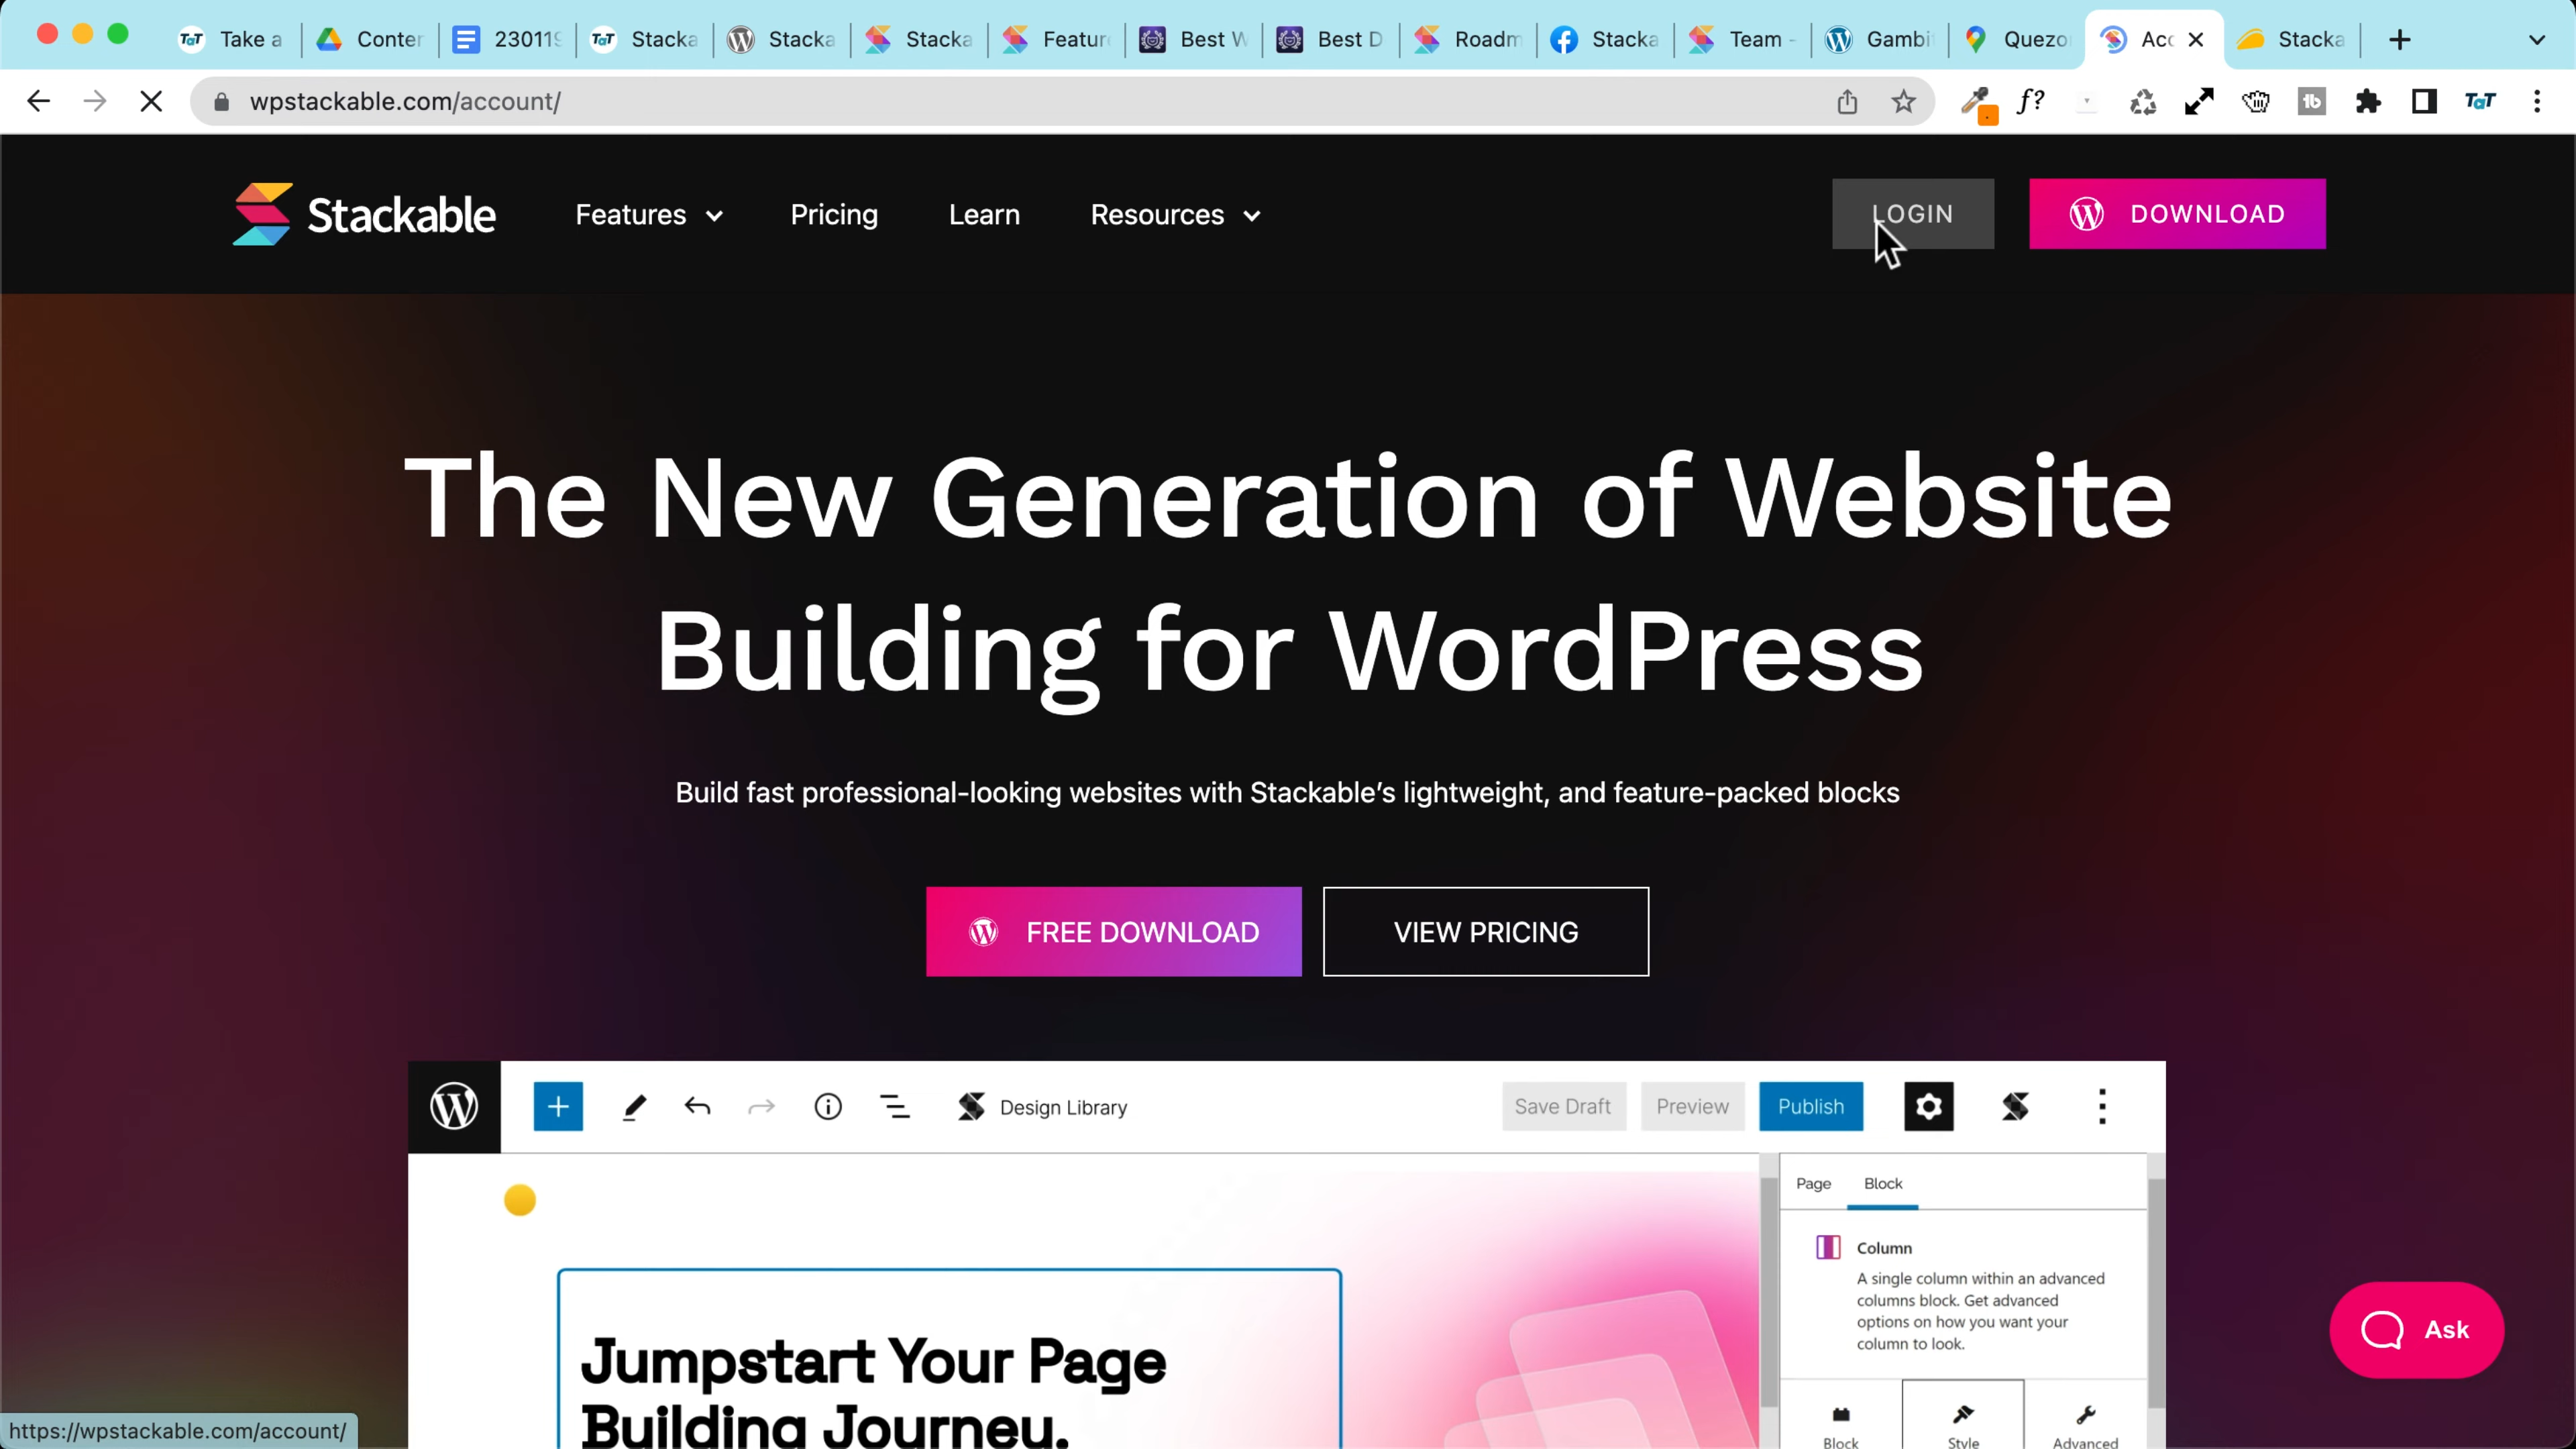 Take a
Conter
230119
Stacka
Stacka
Stacka
Featur
Best W
Best D
Roadm
Stacka
Team -
Gambi
Quezo
Acc
Stacka
wpstackable.com/account/
f?
tb
TaT
Stackable
Features
Pricing
Learn
Resources
LOGIN
DOWNLOAD
The New Generation of Website
Building for WordPress
Build fast professional-looking websites with Stackable's lightweight, and feature-packed blocks
FREE DOWNLOAD
VIEW PRICING
Design Library
Save Draft
Preview
Publish
Page
Block
Column
A single column within an advanced
columns block. Get advanced
options on how you want your
column to look.
Jumpstart Your Page
Building Journey.
Block
Style
Advanced
Ask
https://wpstackable.com/account/